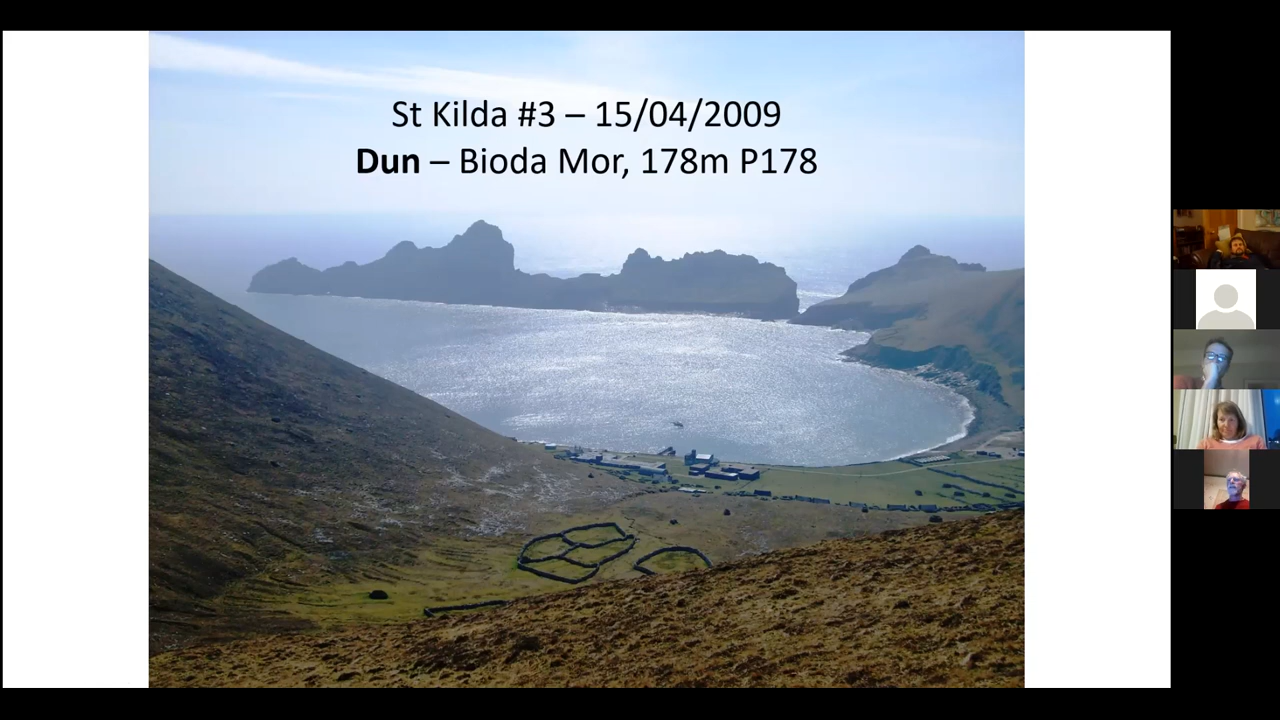 St Kilda #3 – 15/04/2009
Dun – Bioda Mor, 178m P178